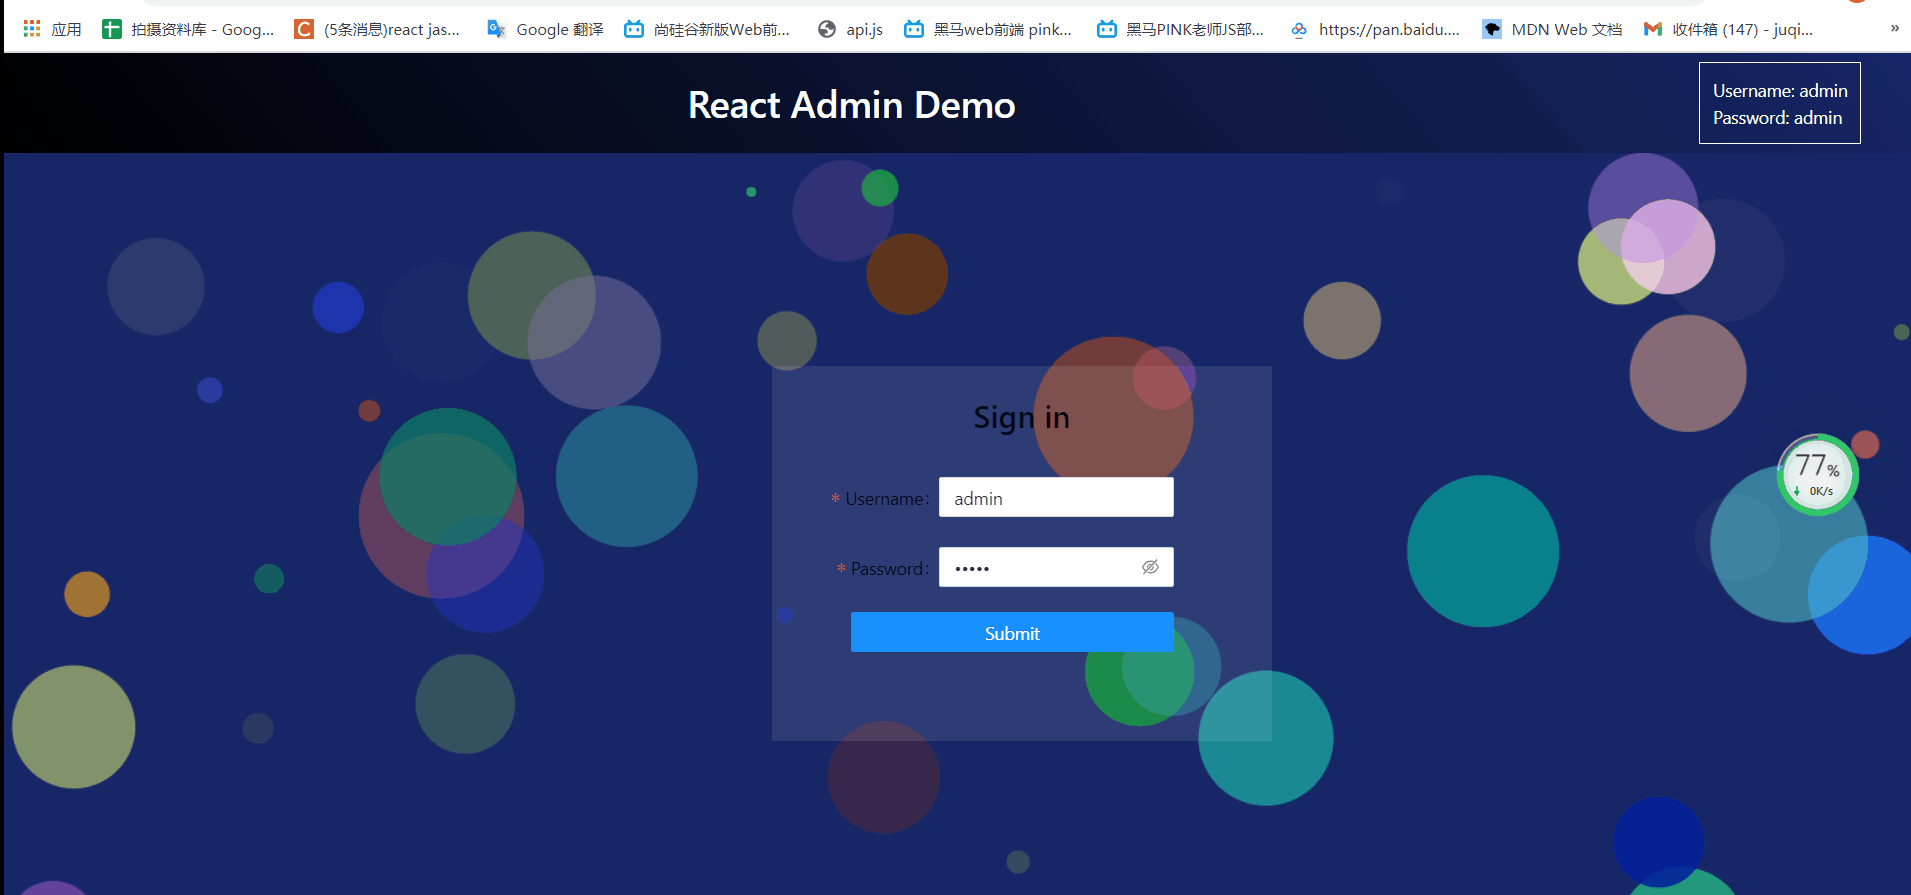 应用
拍摄资料库 - Goog...
(5条消息)react jas...
Google 翻译
尚硅谷新版Web前...
api.js
黑马web前端 pink...
黑马PINK老师JS部...
https://pan.baidu....
MDN Web 文档
收件箱 (147) - juqi...
»
React Admin Demo
Username: admin
Password: admin
Sign in
* Username:
admin
* Password:
•••••
Submit
77%
0K/s